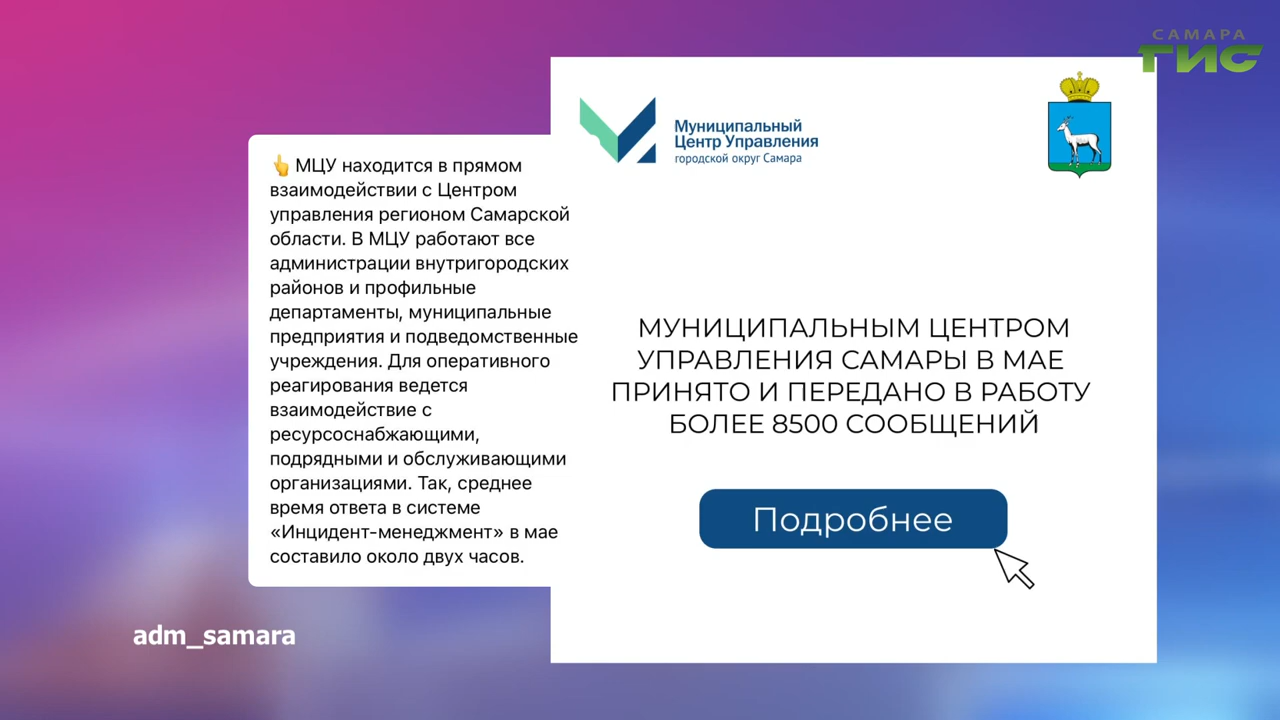 САМАРА
ГИС
Муниципальный
Центр Управления
городской округ Самара
👆 МЦУ находится в прямом
взаимодействии с Центром
управления регионом Самарской
области. В МЦУ работают все
администрации внутригородских
районов и профильные
департаменты, муниципальные
предприятия и подведомственные
учреждения. Для оперативного
реагирования ведется
взаимодействие с
ресурсоснабжающими,
подрядными и обслуживающими
организациями. Так, среднее
время ответа в системе
«Инцидент-менеджмент» в мае
составило около двух часов.
МУНИЦИПАЛЬНЫМ ЦЕНТРОМ
УПРАВЛЕНИЯ САМАРЫ В МАЕ
ПРИНЯТО И ПЕРЕДАНО В РАБОТУ
БОЛЕЕ 8500 СООБЩЕНИЙ
Подробнее
adm_samara